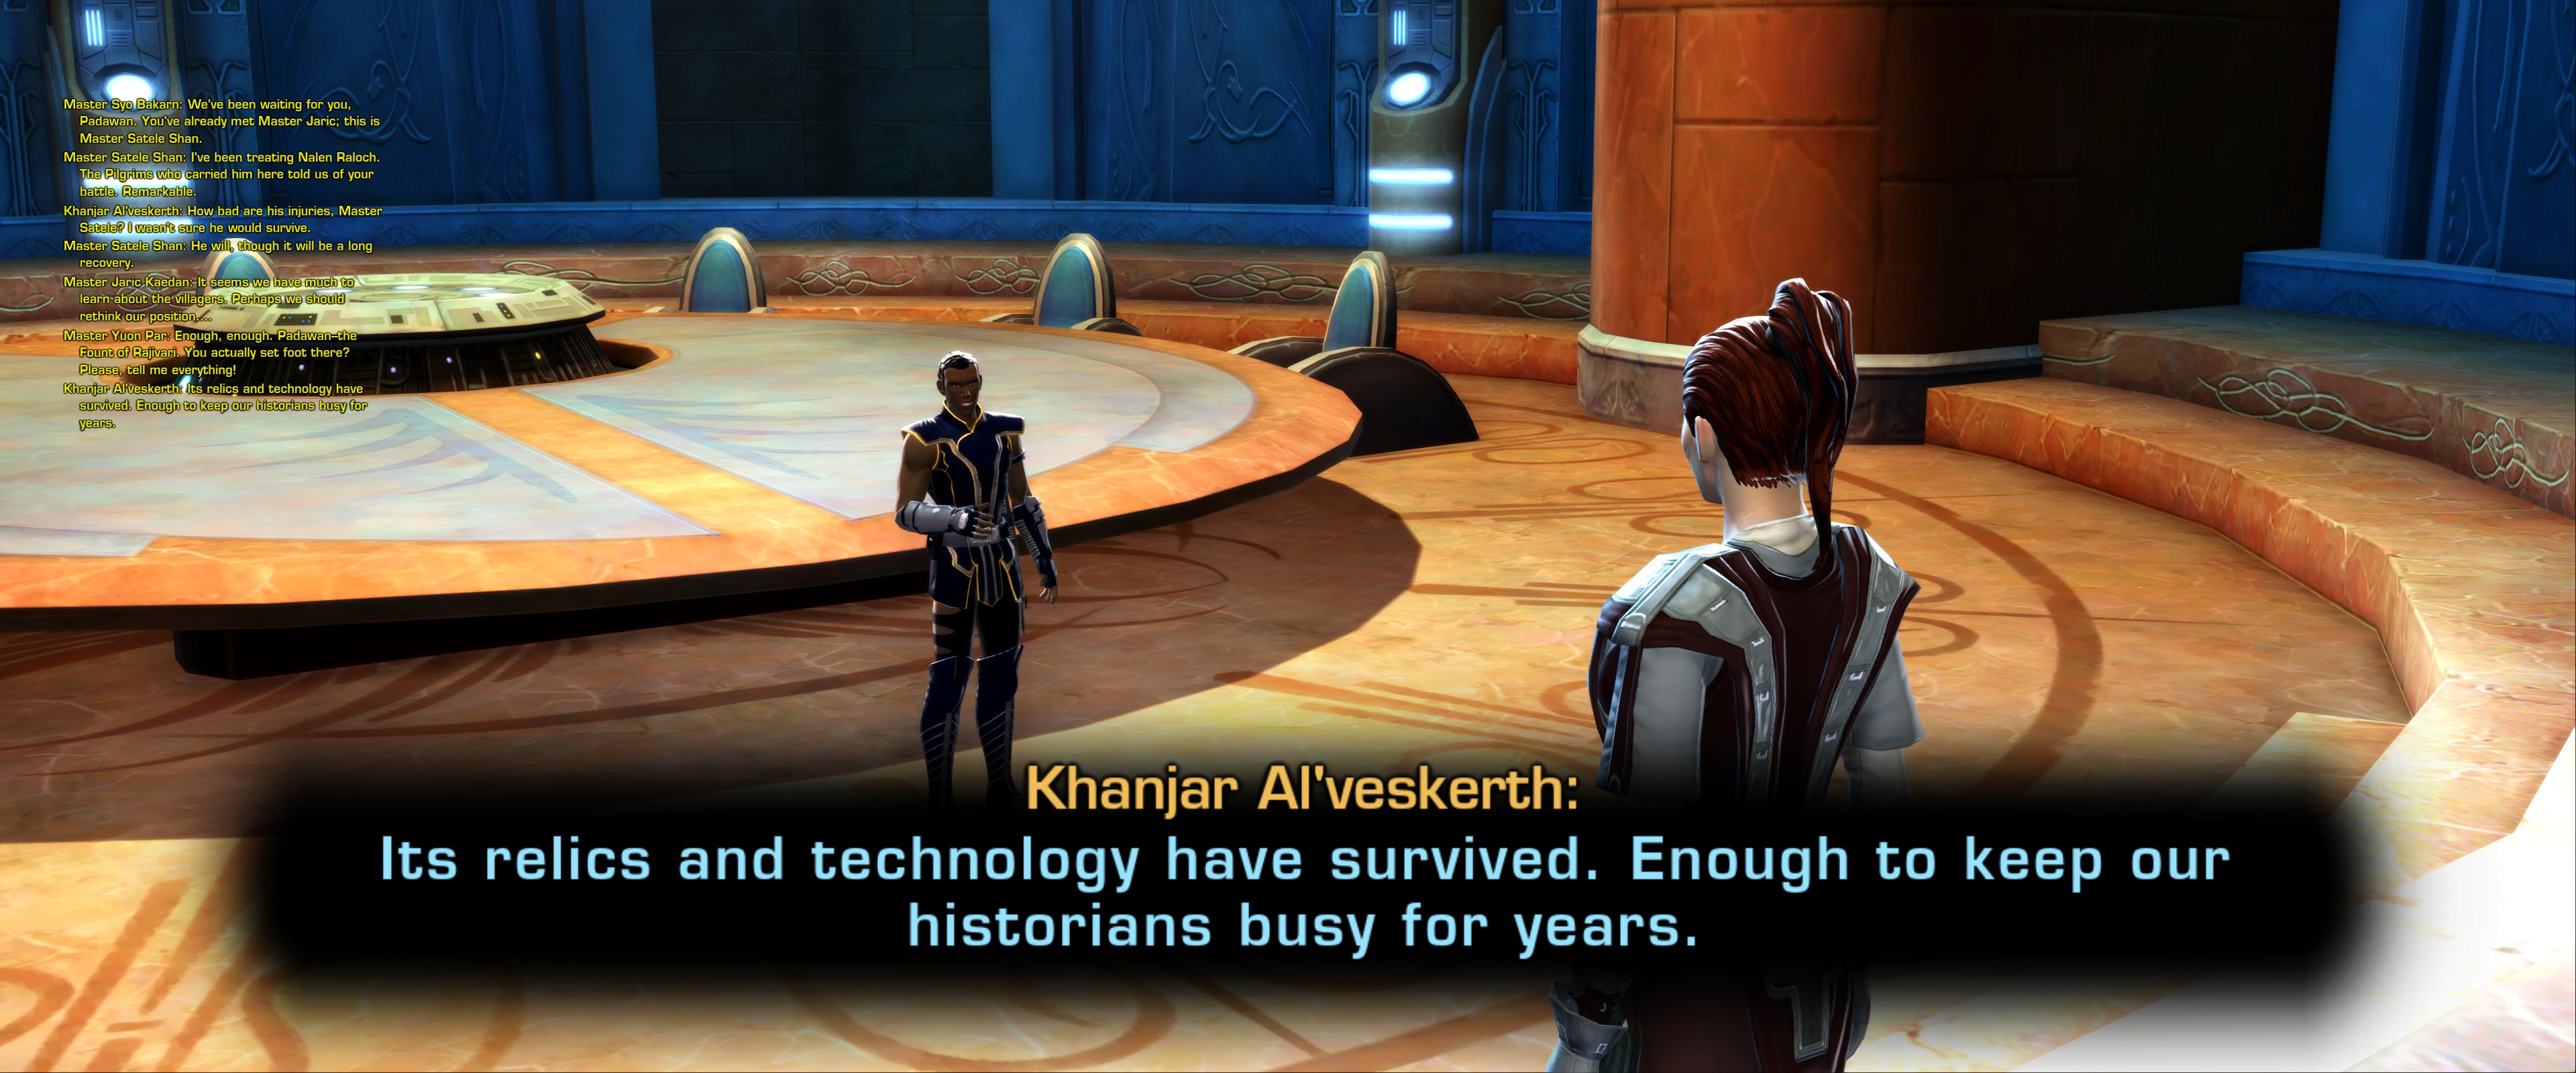 Master Syo Bakarn: We've been waiting for you,
Padawan. You've already met Master Jaric; this is
Master Satele Shan.
Master Satele Shan: I've been treating Nalen Raloch.
The Pilgrims who carried him here told us of your
battle. Remarkable.
Khanjar Al'veskerth: How bad are his injuries, Master
Satele? I wasn't sure he would survive.
Master Satele Shan: He will, though it will be a long
recovery.
Master Jaric Kaedan: It seems we have much to
learn about the villagers. Perhaps we should
rethink our position....
Master Yuon Par: Enough, enough. Padawan–the
Fount of Rajivari. You actually set foot there?
Please, tell me everything!
Khanjar Al'veskerth: Its relics and technology have
survived. Enough to keep our historians busy for
years.
Khanjar Al'veskerth:
Its relics and technology have survived. Enough to keep our
historians busy for years.